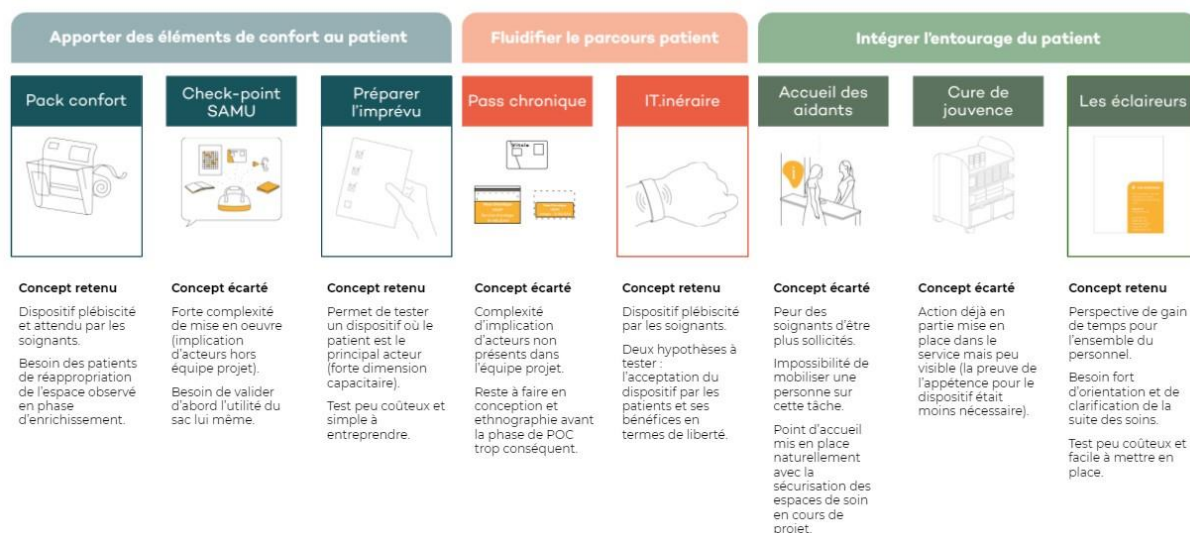 Apporter des éléments de confort au patient
Fluidifier le parcours patient
Intégrer l'entourage du patient
Pack confort
Check-point
SAMU
Préparer
l'imprévu
Pass chronique
IT.inéraire
Accueil des
aidants
Cure de
jouvence
Les éclaireurs
Concept retenu
Dispositif plébiscité
et attendu par les
soignants.
Besoin des patients
de réappropriation
de l'espace observé
en phase
d'enrichissement.
Concept écarté
Forte complexité
de mise en oeuvre
(implication
d'acteurs hors
équipe projet).
Besoin de valider
d'abord l'utilité du
sac lui même.
Concept retenu
Permet de tester
un dispositif où le
patient est le
principal acteur
(forte dimension
capacitaire).
Test peu coûteux et
simple à
entreprendre.
Concept écarté
Complexité
d'implication
d'acteurs non
présents dans
l'équipe projet.
Reste à faire en
conception et
ethnographie avant
la phase de POC
trop conséquent.
Concept retenu
Dispositif plébiscité
par les soignants.
Deux hypothèses à
tester :
l'acceptation du
dispositif par les
patients et ses
bénéfices en
termes de liberté.
Concept écarté
Peur des
soignants d'être
plus sollicités.
Impossibilité de
mobiliser une
personne sur
cette tâche.
Point d'accueil
mis en place
naturellement
avec la
sécurisation des
espaces de soin
en cours de
projet.
Concept écarté
Action déjà en
partie mise en
place dans le
service mais peu
visible (la preuve de
l'appétence pour le
dispositif était
moins nécessaire).
Concept retenu
Perspective de gain
de temps pour
l'ensemble du
personnel.
Besoin fort
d'orientation et de
clarification de la
suite des soins.
Test peu coûteux et
facile à mettre en
place.